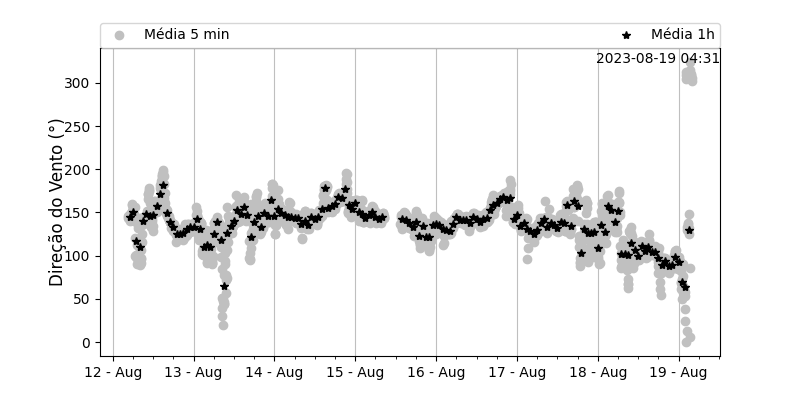 Média 5 min
Média 1h
2023-08-19 04:31
Direção do Vento (°)
300
250
200
150
100
50
0
12 - Aug
13 - Aug
14 - Aug
15 - Aug
16 - Aug
17 - Aug
18 - Aug
19 - Aug